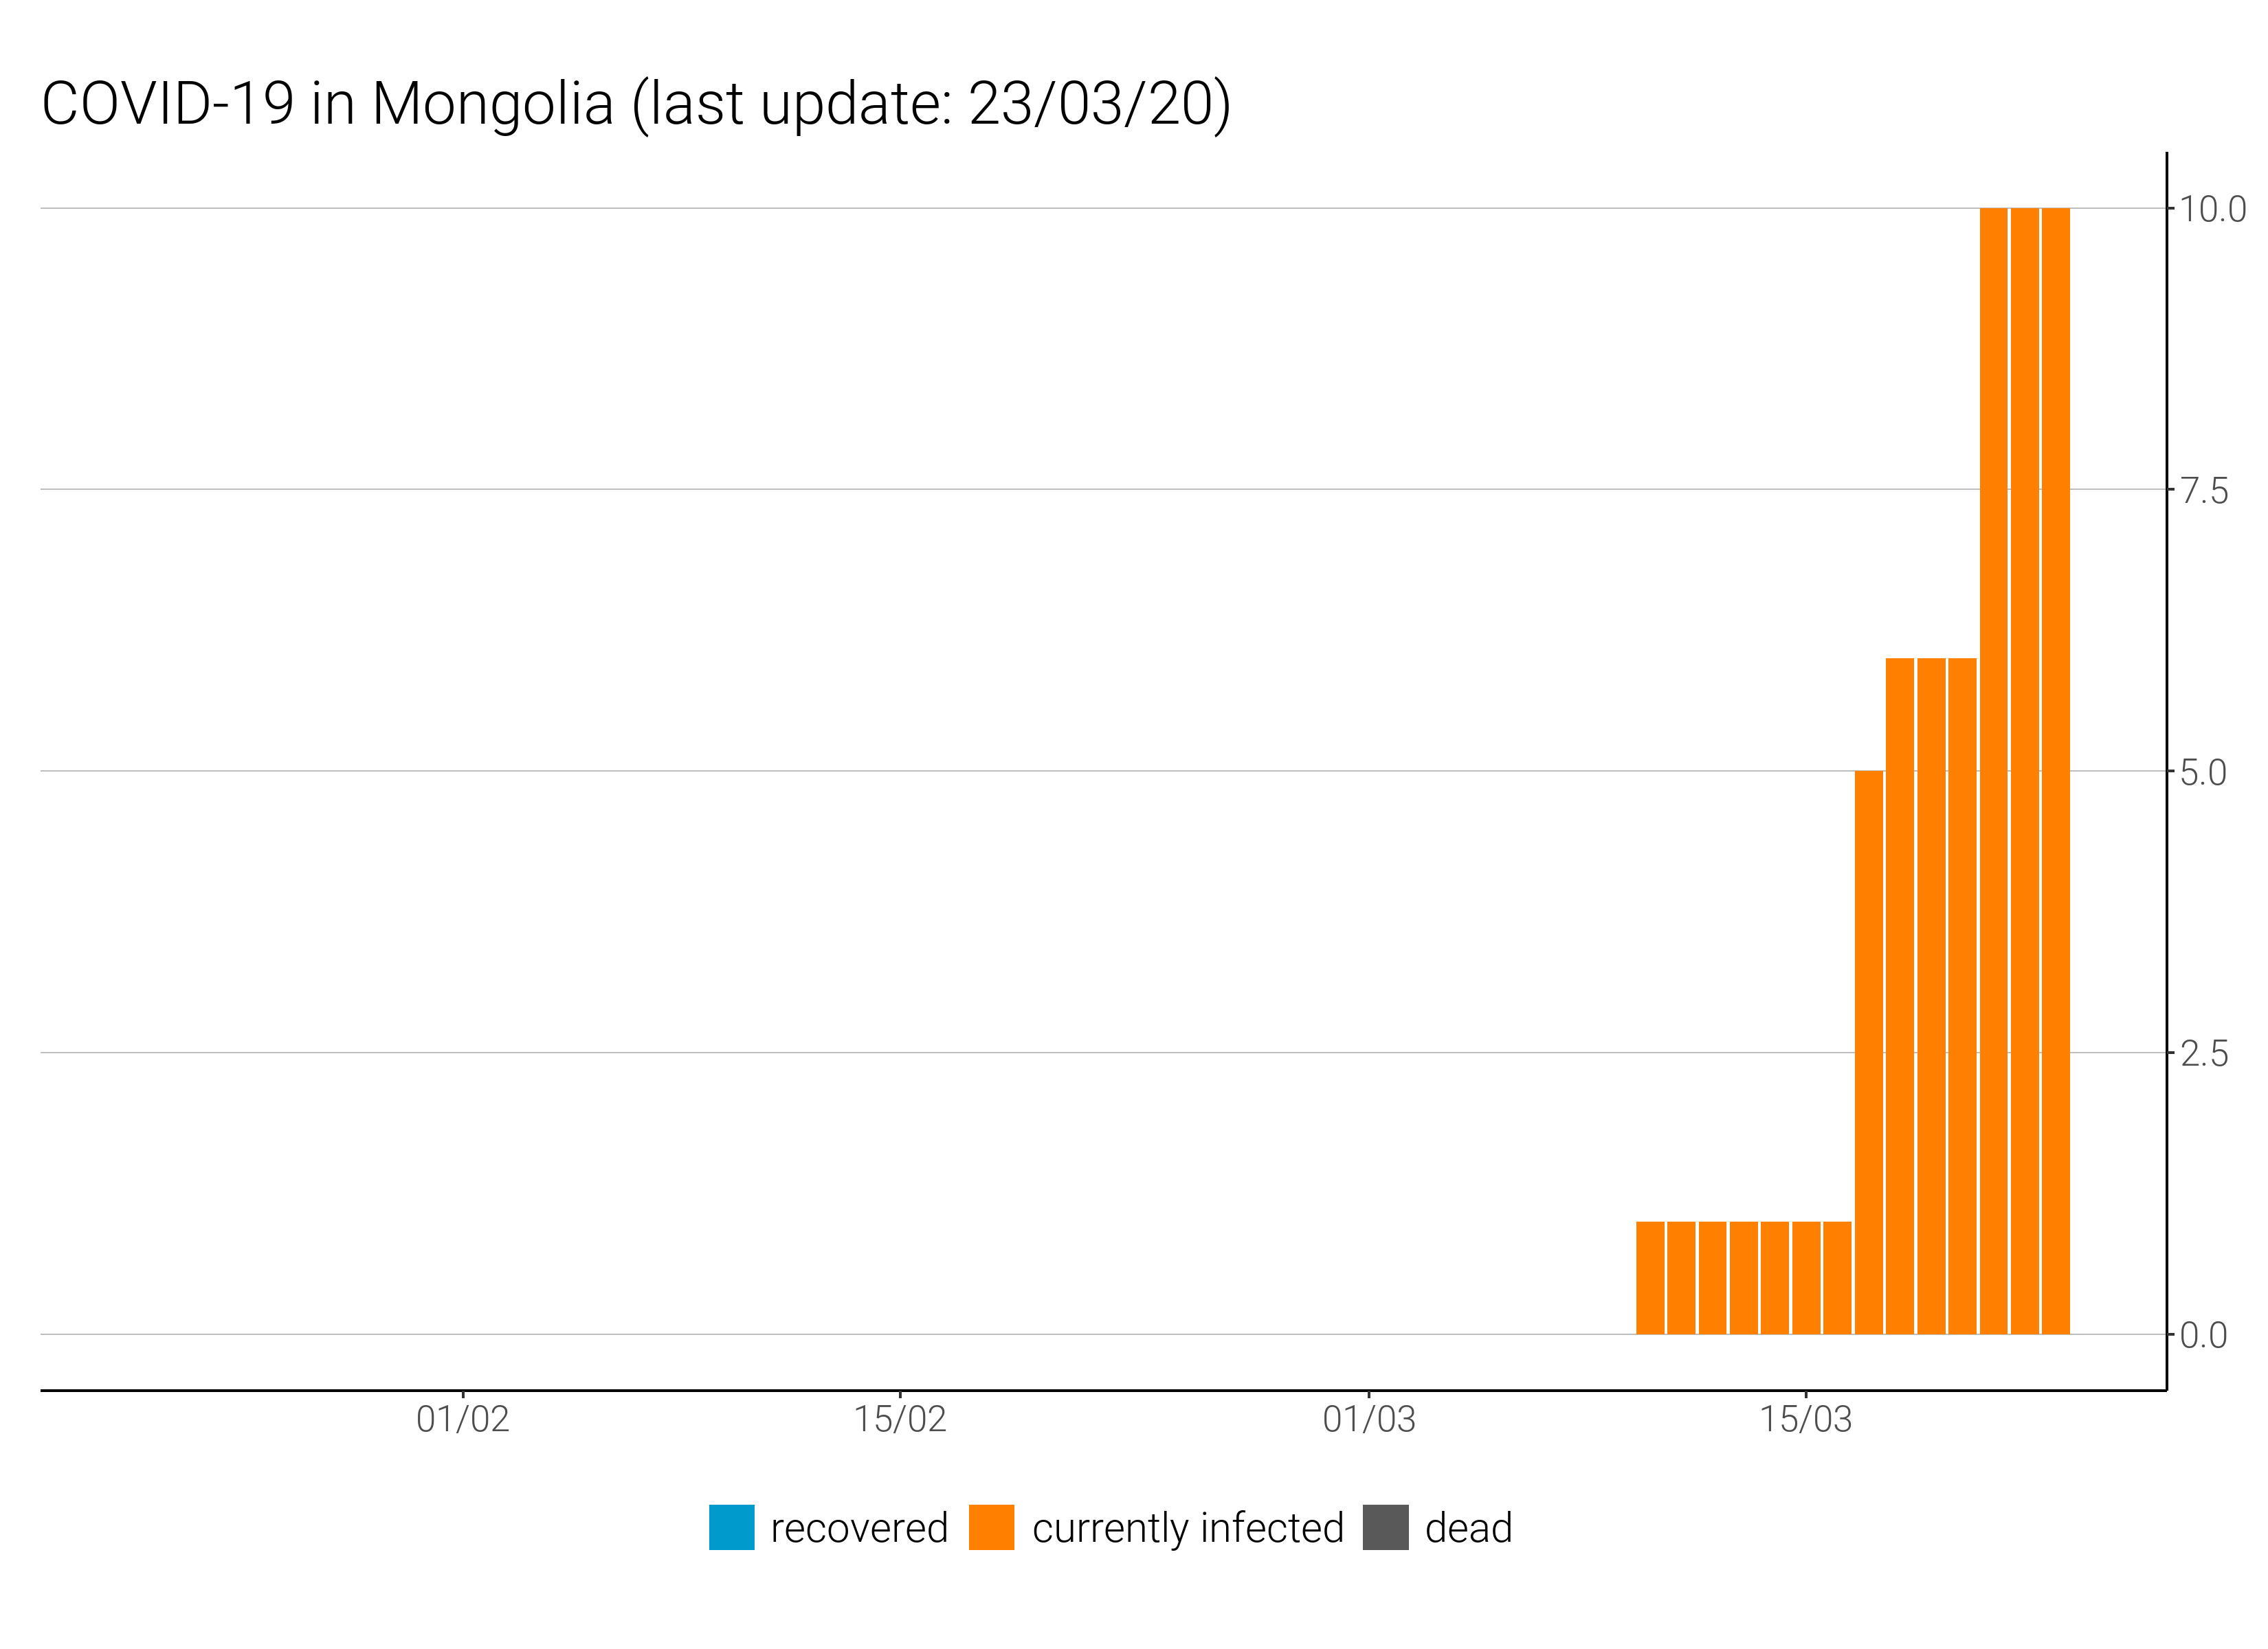 COVID-19 in Mongolia (last update: 23/03/20)
10.0
7.5
5.0
2.5
0.0
01/02 15/02 01/03 15/03
recovered currently infected dead